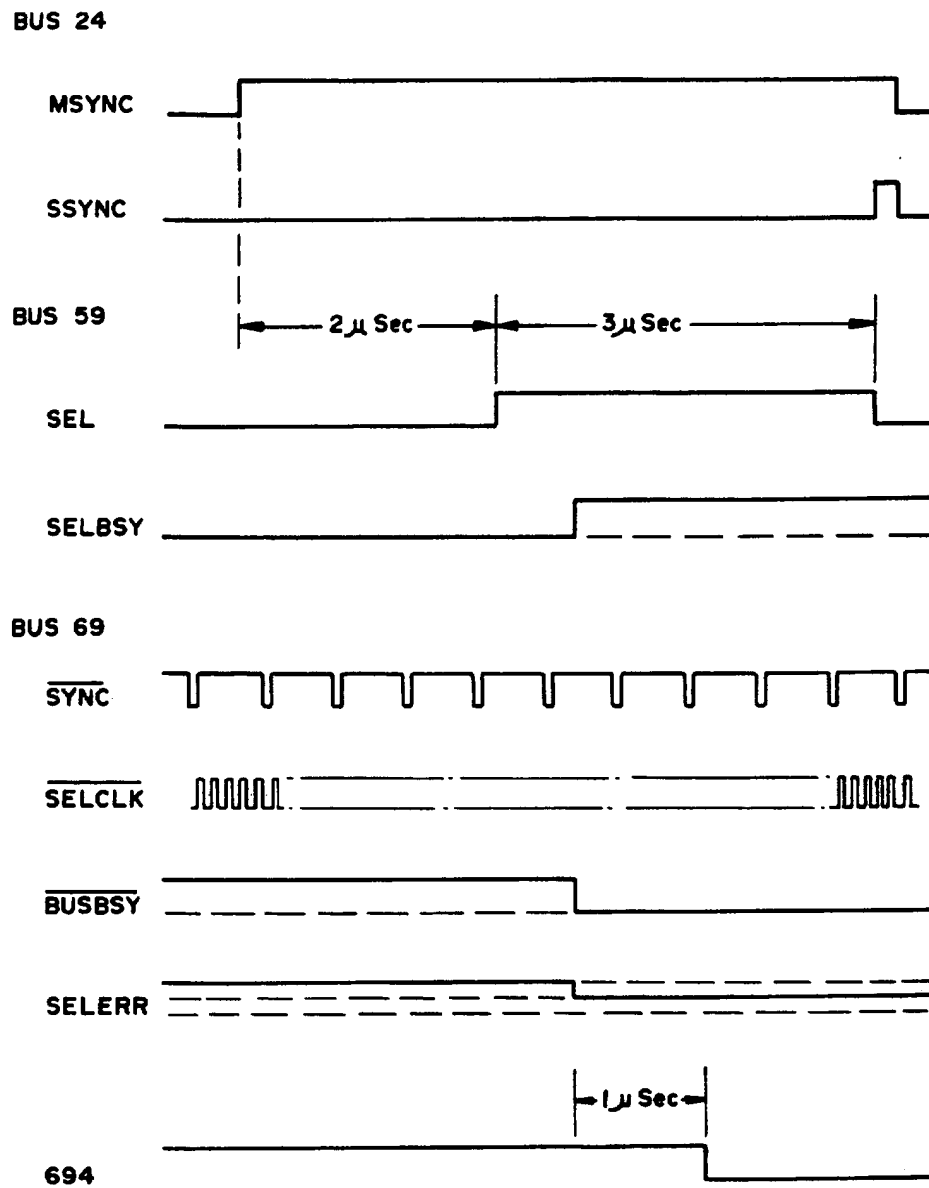 BUS 24
MSYNC
SSYNC
BUS 59
2 μ Sec
3 μ Sec
SEL
SELBSY
BUS 69
SYNC
SELCLK
BUSBSY
SELERR
1 μ Sec
694